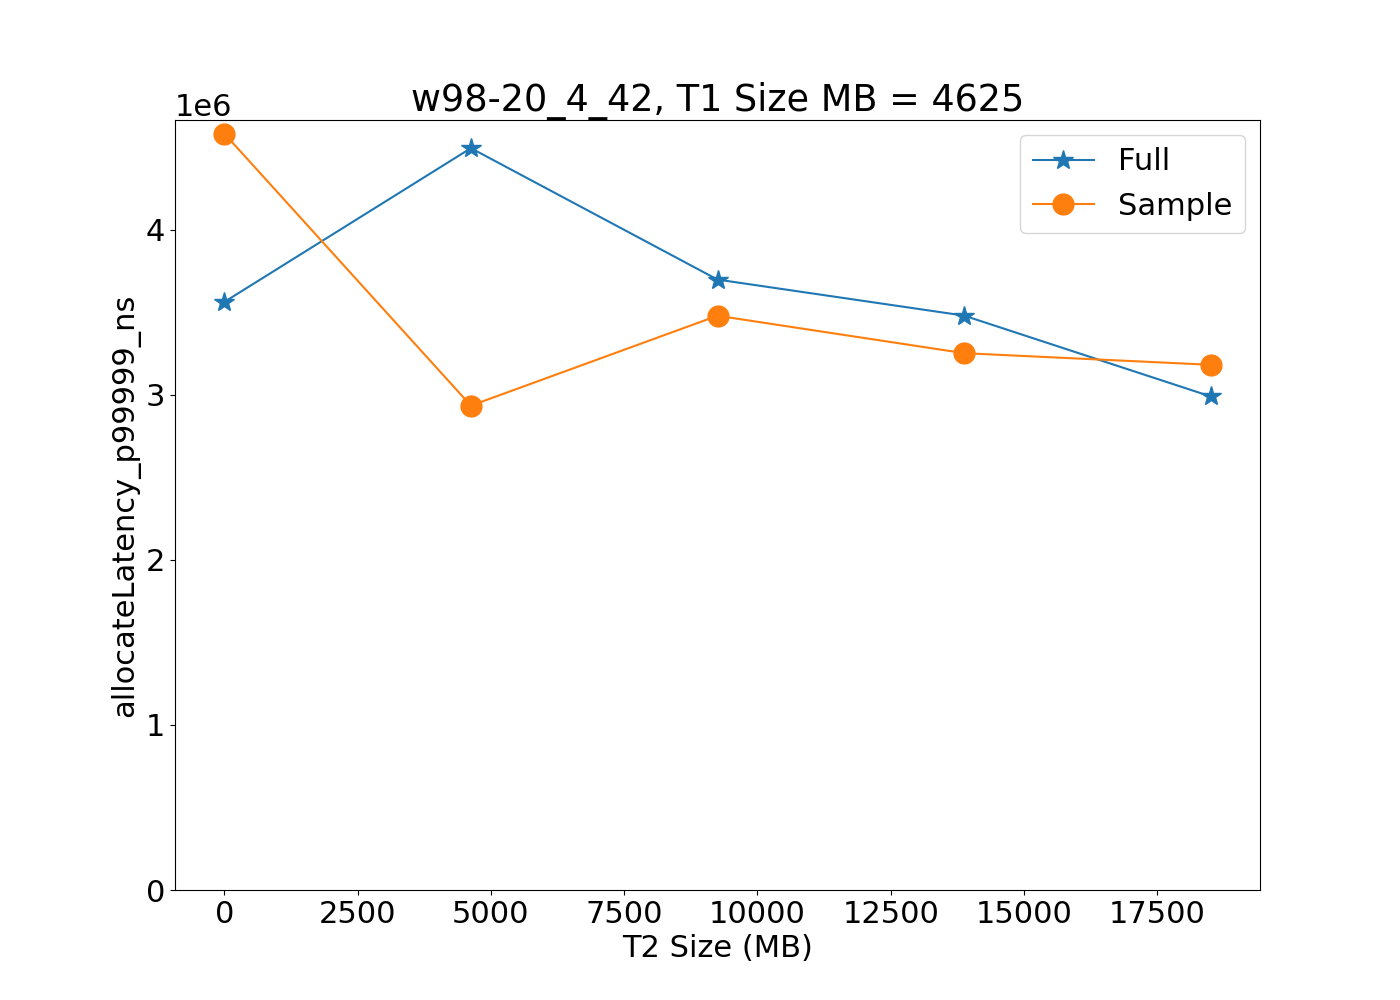 w98-20_4_42, T1 Size MB = 4625
1e6
Full
Sample
4
3
2
1
0
allocateLatency_p99999_ns
0 2500 5000 7500 10000 12500 15000 17500
T2 Size (MB)